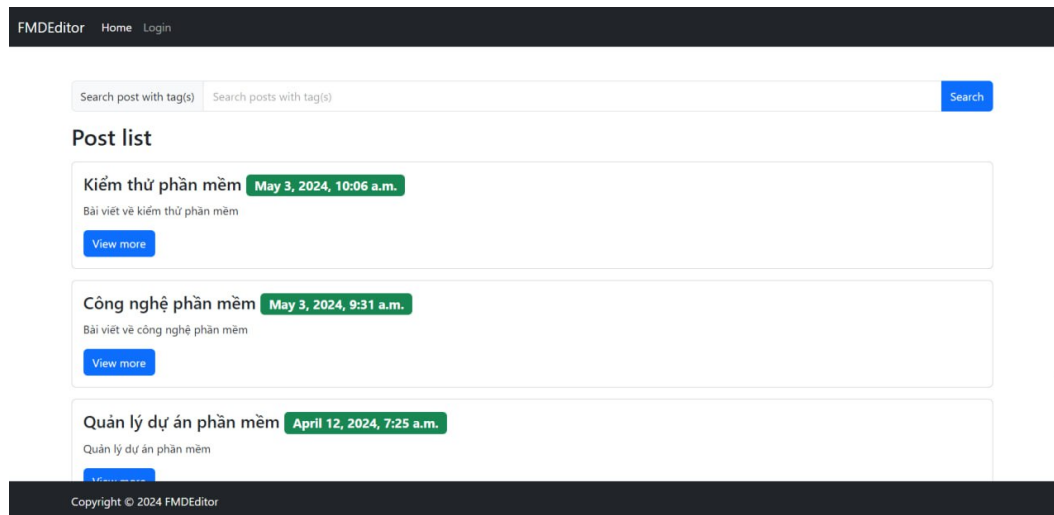 FMDEditor Home Login
Search post with tag(s) Search posts with tag(s) Search
Post list
Kiểm thử phần mềm May 3, 2024, 10:06 a.m.
Bài viết về kiểm thử phần mềm
View more
Công nghệ phần mềm May 3, 2024, 9:31 a.m.
Bài viết về công nghệ phần mềm
View more
Quản lý dự án phần mềm April 12, 2024, 7:25 a.m.
Quản lý dự án phần mềm
View more
Copyright © 2024 FMDEditor